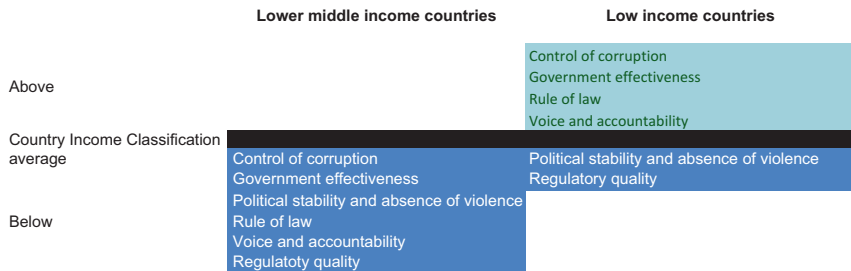 Lower middle income countries
Low income countries
Above
Control of corruption
Government effectiveness
Rule of law
Voice and accountability
Country Income Classification
average
Control of corruption
Government effectiveness
Political stability and absence of violence
Rule of law
Voice and accountability
Regulatoty quality
Political stability and absence of violence
Regulatory quality
Below